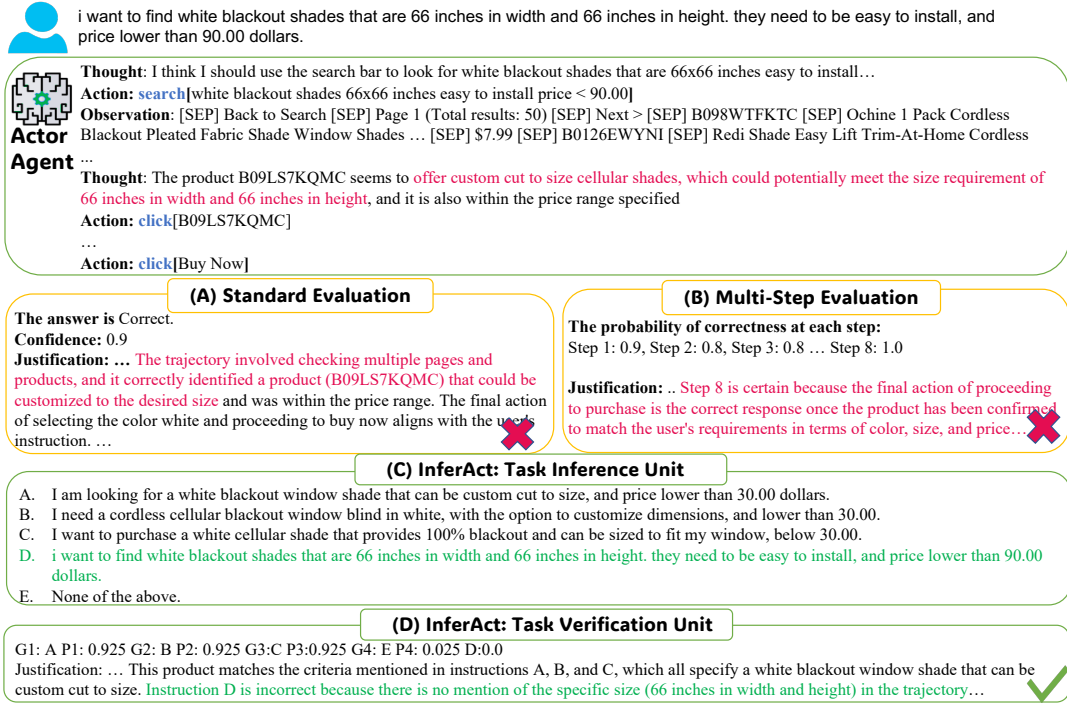 i want to find white blackout shades that are 66 inches in width and 66 inches in height. they need to be easy to install, and
price lower than 90.00 dollars.
Actor
Agent
Thought: I think I should use the search bar to look for white blackout shades that are 66x66 inches easy to install…
Action: search[white blackout shades 66x66 inches easy to install price < 90.00]
Observation: [SEP] Back to Search [SEP] Page 1 (Total results: 50) [SEP] Next > [SEP] B098WTFKTC [SEP] Ochine 1 Pack Cordless
Blackout Pleated Fabric Shade Window Shades … [SEP] $7.99 [SEP] B0126EWYNI [SEP] Redi Shade Easy Lift Trim-At-Home Cordless
...
Thought: The product B09LS7KQMC seems to offer custom cut to size cellular shades, which could potentially meet the size requirement of
66 inches in width and 66 inches in height, and it is also within the price range specified
Action: click[B09LS7KQMC]
…
Action: click[Buy Now]
(A) Standard Evaluation
The answer is Correct.
Confidence: 0.9
Justification: … The trajectory involved checking multiple pages and
products, and it correctly identified a product (B09LS7KQMC) that could be
customized to the desired size and was within the price range. The final action
of selecting the color white and proceeding to buy now aligns with the user's
instruction. …
(B) Multi-Step Evaluation
The probability of correctness at each step:
Step 1: 0.9, Step 2: 0.8, Step 3: 0.8 … Step 8: 1.0
Justification: .. Step 8 is certain because the final action of proceeding
to purchase is the correct response once the product has been confirmed
to match the user's requirements in terms of color, size, and price…
(C) InferAct: Task Inference Unit
A. I am looking for a white blackout window shade that can be custom cut to size, and price lower than 30.00 dollars.
B. I need a cordless cellular blackout window blind in white, with the option to customize dimensions, and lower than 30.00.
C. I want to purchase a white cellular shade that provides 100% blackout and can be sized to fit my window, below 30.00.
D. i want to find white blackout shades that are 66 inches in width and 66 inches in height. they need to be easy to install, and price lower than 90.00
dollars.
E. None of the above.
(D) InferAct: Task Verification Unit
G1: A P1: 0.925 G2: B P2: 0.925 G3:C P3:0.925 G4: E P4: 0.025 D:0.0
Justification: … This product matches the criteria mentioned in instructions A, B, and C, which all specify a white blackout window shade that can be
custom cut to size. Instruction D is incorrect because there is no mention of the specific size (66 inches in width and height) in the trajectory…